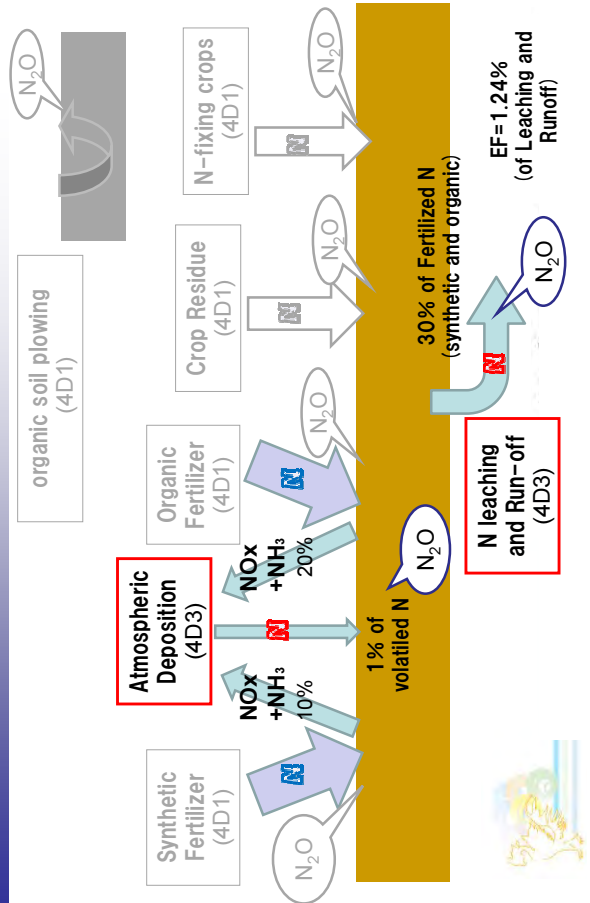 organic soil plowing
(4D1)
N₂O
Synthetic
Fertilizer
(4D1)
Atmospheric
Deposition
(4D3)
Organic
Fertilizer
(4D1)
Crop Residue
(4D1)
N-fixing crops
(4D1)
N
NOx
+NH₃
10%
N
NOx
+NH₃
20%
N
N
N
N₂O
N₂O
N₂O
N₂O
1% of
volatiled N
N₂O
30% of Fertilized N
(synthetic and organic)
N leaching
and Run-off
(4D3)
N
N₂O
EF=1.24%
(of Leaching and
Runoff)